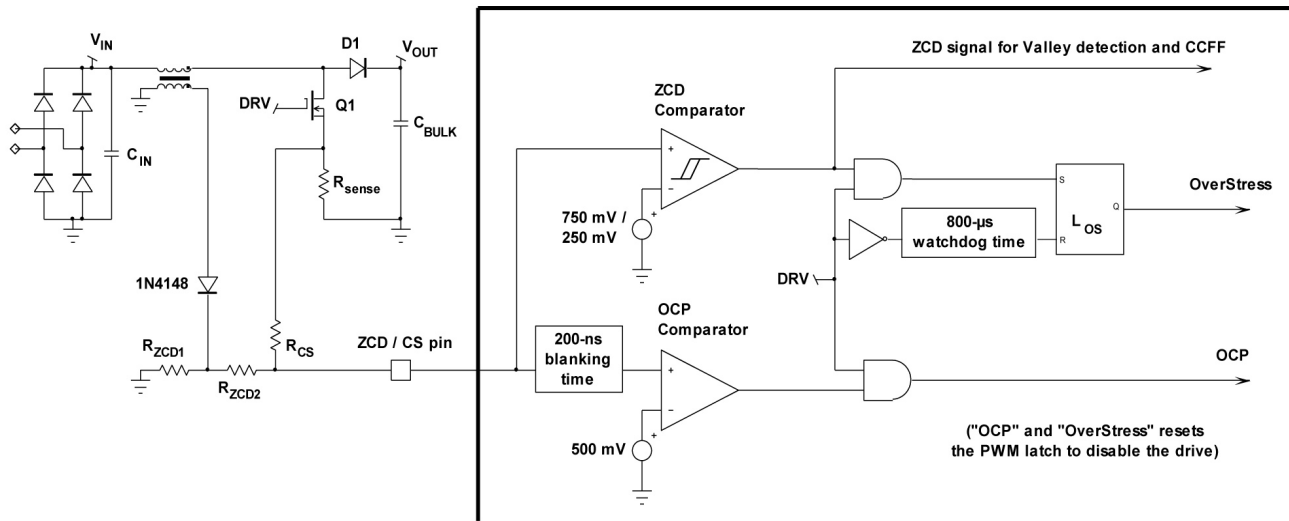 V_IN
D1
V_OUT
DRV
Q1
C_BULK
C_IN
R_sense
1N4148
R_ZCD1
R_ZCD2
R_CS
ZCD / CS pin
ZCD signal for Valley detection and CCFF
ZCD
Comparator
+
−
+
750 mV /
250 mV
S
Q
R
L_OS
OverStress
800-µs
watchdog time
DRV
OCP
Comparator
200-ns
blanking
time
+
−
+
500 mV
OCP
("OCP" and "OverStress" resets
the PWM latch to disable the drive)